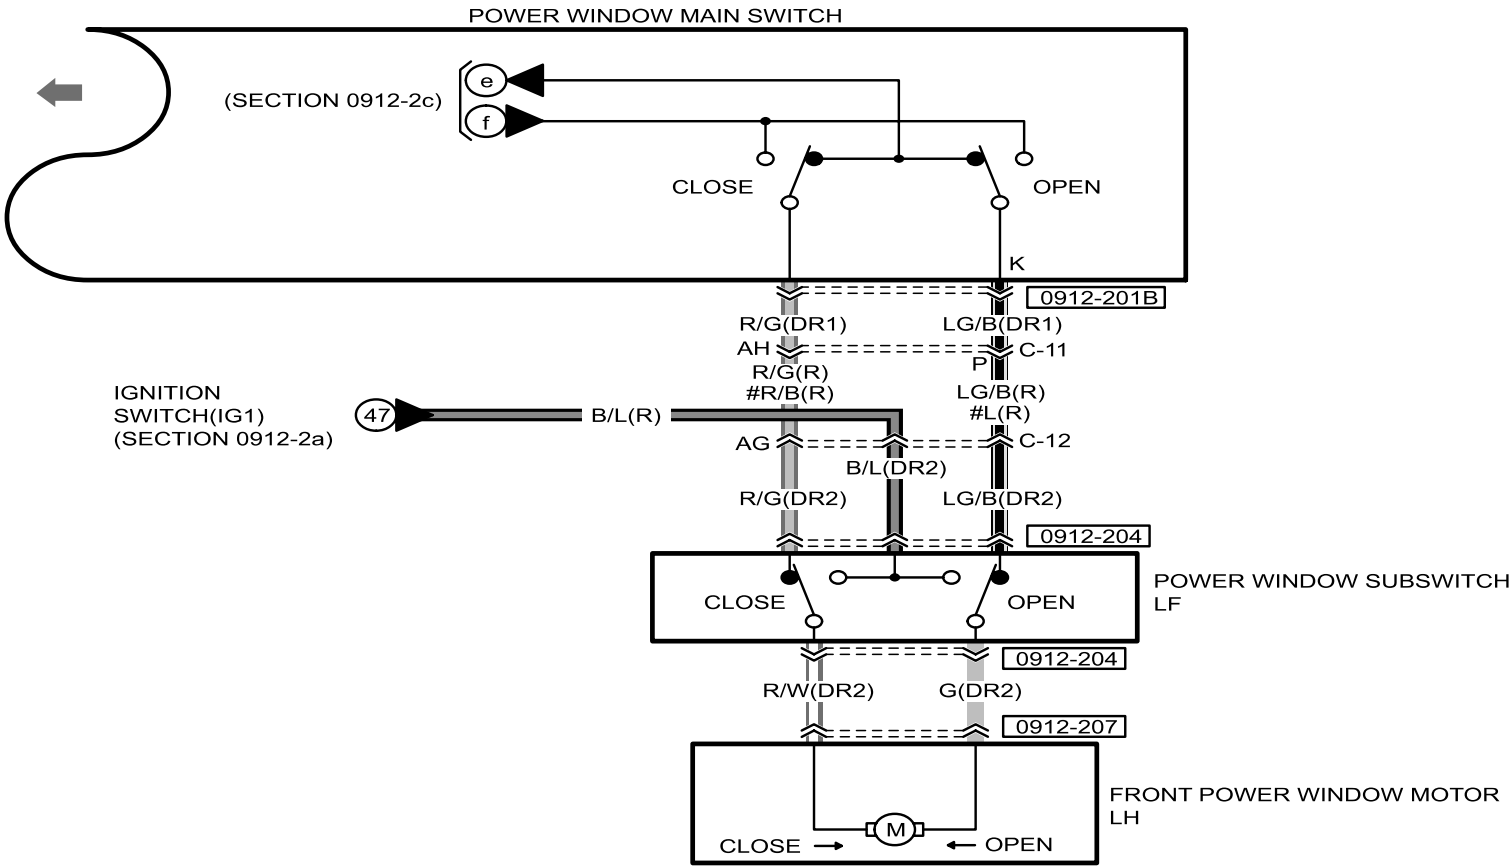 POWER WINDOW MAIN SWITCH
e
(SECTION 0912-2c)
f
CLOSE
OPEN
K
0912-201B
R/G(DR1)
LG/B(DR1)
AH
C-11
P
R/G(R)
#R/B(R)
LG/B(R)
#L(R)
IGNITION
SWITCH(IG1)
(SECTION 0912-2a)
47
B/L(R)
AG
C-12
B/L(DR2)
R/G(DR2)
LG/B(DR2)
0912-204
CLOSE
OPEN
POWER WINDOW SUBSWITCH
LF
0912-204
R/W(DR2)
G(DR2)
0912-207
FRONT POWER WINDOW MOTOR
LH
M
CLOSE
OPEN